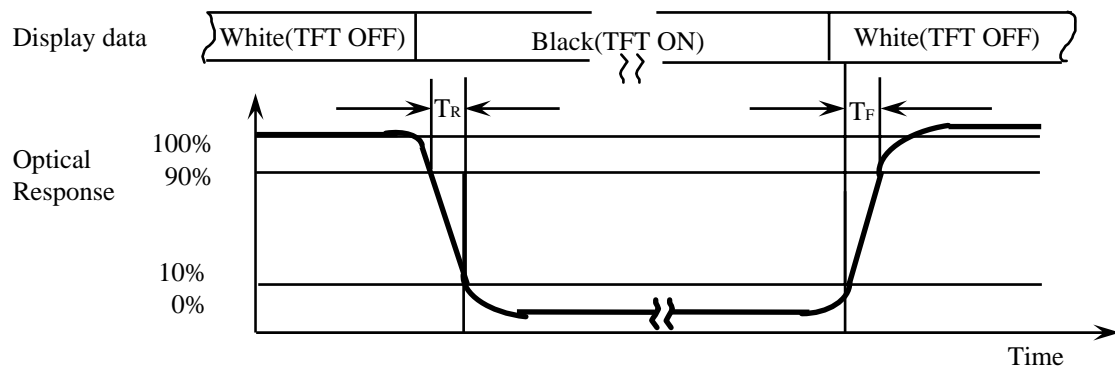 Display data
White(TFT OFF) Black(TFT ON) White(TFT OFF)
TR TF
100%
Optical
Response
90%
10%
0%
Time